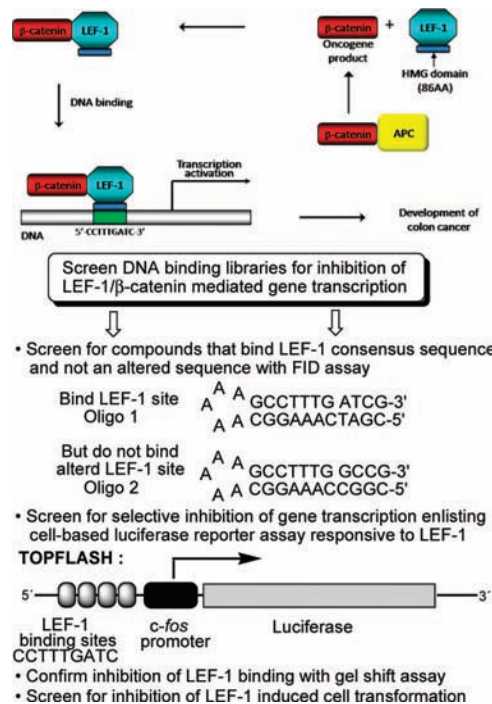 β-catenin LEF-1
β-catenin + LEF-1
Oncogene product
HMG domain (86AA)
DNA binding
β-catenin APC
β-catenin LEF-1
Transcription activation
DNA
5'-CCTTTGATC-3'
Development of colon cancer
Screen DNA binding libraries for inhibition of
LEF-1/β-catenin mediated gene transcription
• Screen for compounds that bind LEF-1 consensus sequence
and not an altered sequence with FID assay
Bind LEF-1 site
Oligo 1
A A A A A
GCCTTTG ATCG-3'
CGGAAACTAGC-5'
But do not bind
alterd LEF-1 site
Oligo 2
A A A A A
GCCTTTG GCCG-3'
CGGAAACCGGC-5'
• Screen for selective inhibition of gene transcription enlisting
cell-based luciferase reporter assay responsive to LEF-1
TOPFLASH :
5´ 3´
LEF-1
binding sites
CCTTTGATC
c-fos
promoter
Luciferase
• Confirm inhibition of LEF-1 binding with gel shift assay
• Screen for inhibition of LEF-1 induced cell transformation